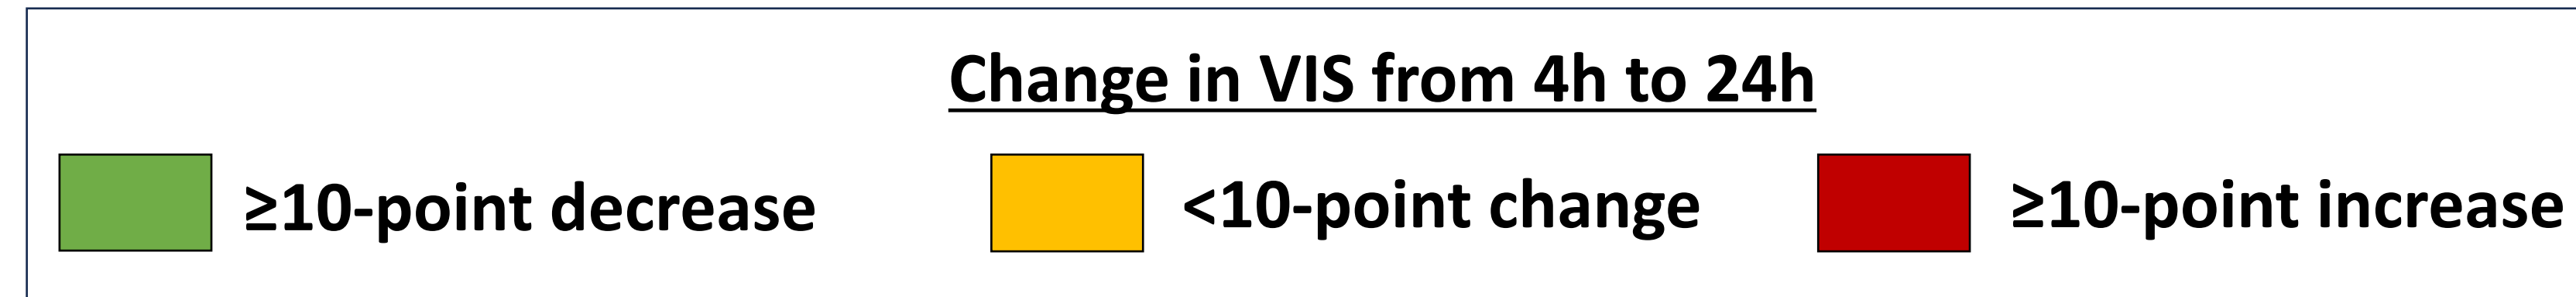 Change in VIS from 4h to 24h
≥10-point decrease
<10-point change
≥10-point increase